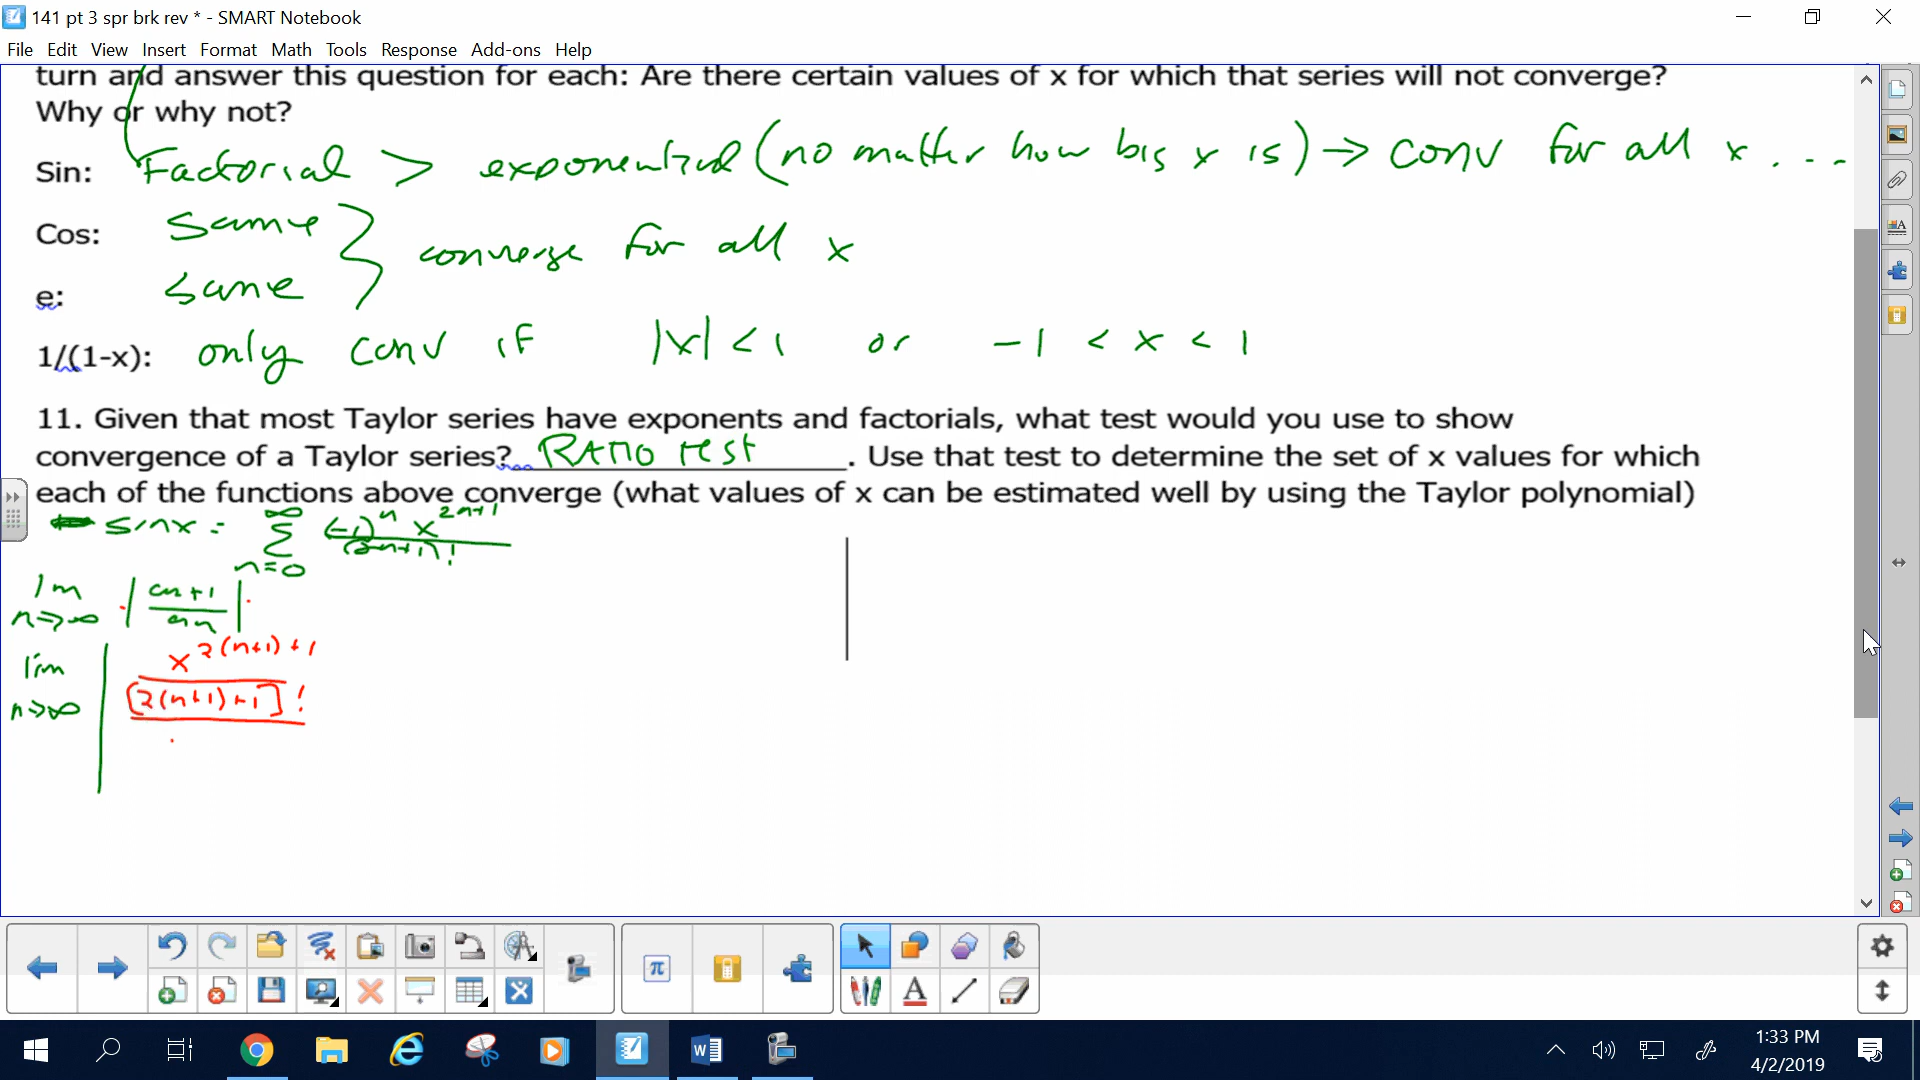 141 pt 3 spr brk rev * - SMART Notebook
File Edit View Insert Format Math Tools Response Add-ons Help
turn and answer this question for each: Are there certain values of x for which that series will not converge?
Why or why not?
Sin: Factorial > exponential (no matter how big x is) → conv for all x ...
Cos: same
e: same } converge for all x
1/(1-x): only conv if |x| < 1 or -1 < x < 1
11. Given that most Taylor series have exponents and factorials, what test would you use to show
convergence of a Taylor series? RATIO test. Use that test to determine the set of x values for which
each of the functions above converge (what values of x can be estimated well by using the Taylor polynomial)
sinx = ∞ Σ n=0 (-1)^n x^2n+1 / (2n+1)!
lim n→∞ | an+1 / an |
lim n→∞ | x^2(n+1)+1 / [2(n+1)+1]!
1:33 PM
4/2/2019